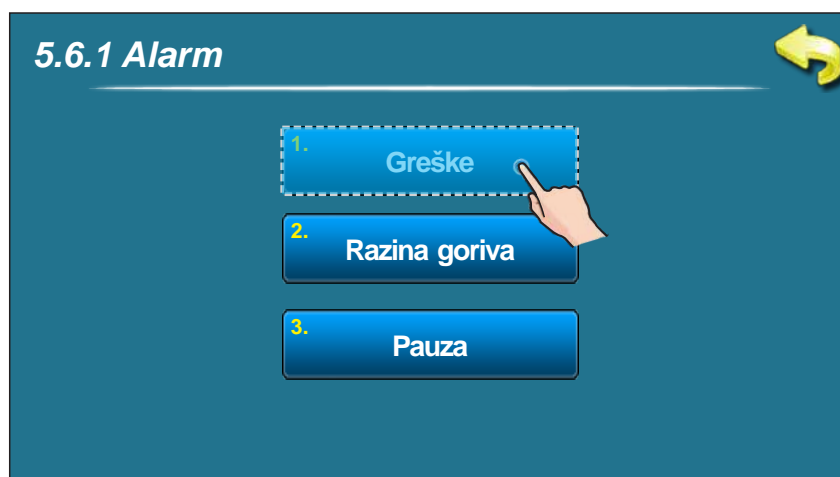 5.6.1 Alarm
1.
Greške
2.
Razina goriva
3.
Pauza